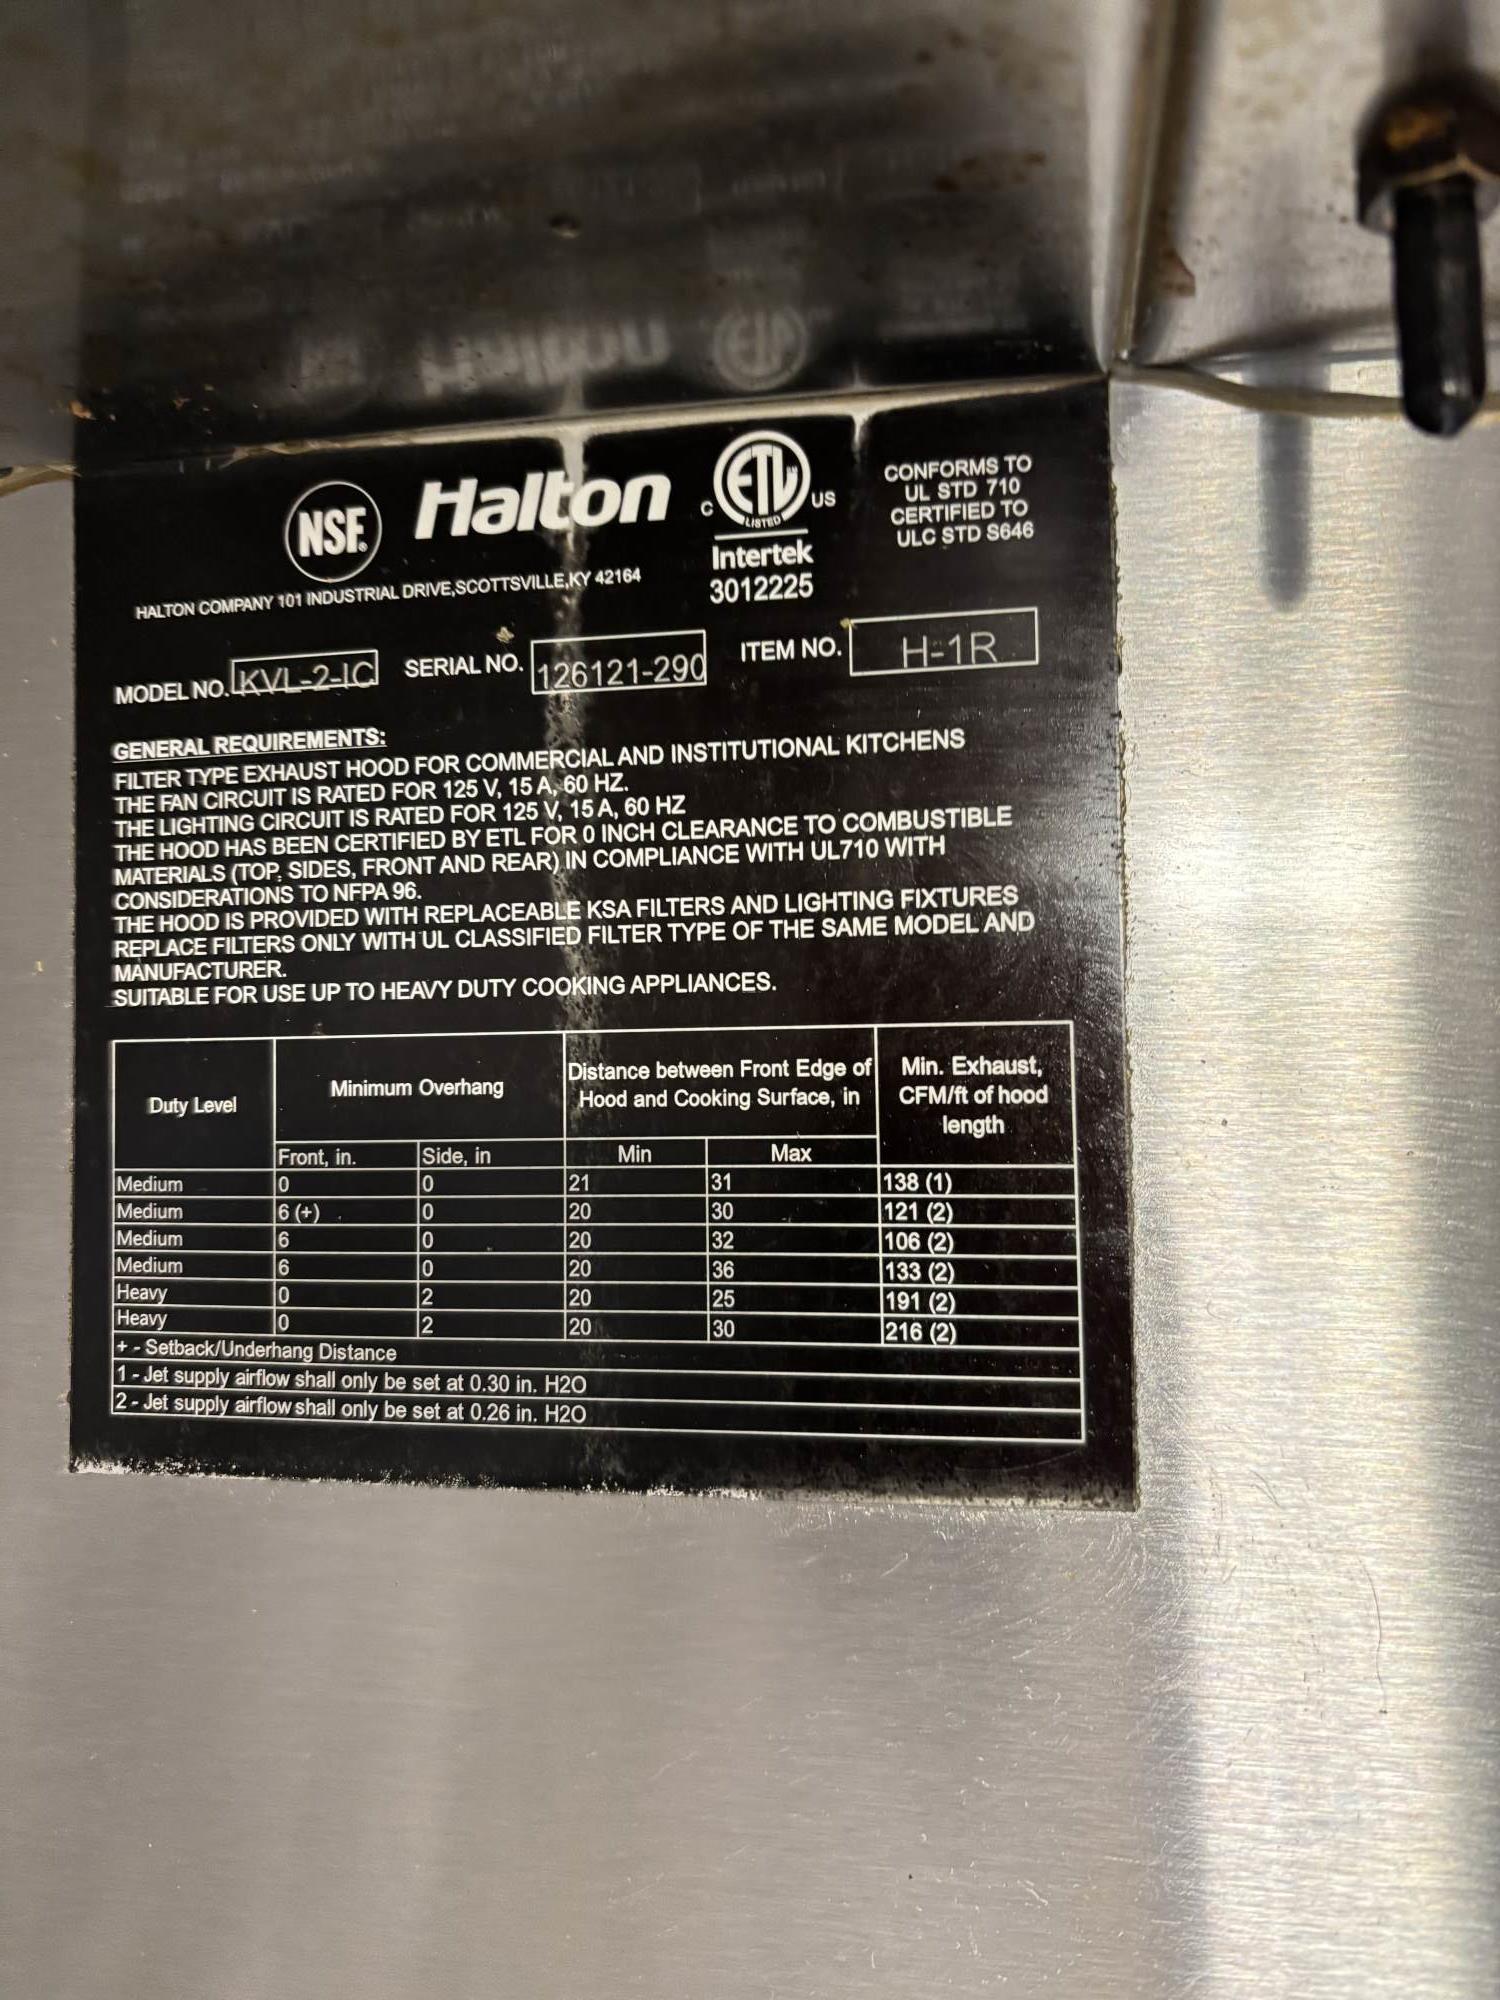 NSF®
Halton
C ETL US
LISTED
Intertek
3012225
CONFORMS TO
UL STD 710
CERTIFIED TO
ULC STD S646
HALTON COMPANY 101 INDUSTRIAL DRIVE,SCOTTSVILLE,KY 42164
MODEL NO. KVL-2-IC SERIAL NO. 126121-290 ITEM NO. H-1R
GENERAL REQUIREMENTS:
FILTER TYPE EXHAUST HOOD FOR COMMERCIAL AND INSTITUTIONAL KITCHENS
THE FAN CIRCUIT IS RATED FOR 125 V, 15 A, 60 HZ.
THE LIGHTING CIRCUIT IS RATED FOR 125 V, 15 A, 60 HZ
THE HOOD HAS BEEN CERTIFIED BY ETL FOR 0 INCH CLEARANCE TO COMBUSTIBLE
MATERIALS (TOP, SIDES, FRONT AND REAR) IN COMPLIANCE WITH UL710 WITH
CONSIDERATIONS TO NFPA 96.
THE HOOD IS PROVIDED WITH REPLACEABLE KSA FILTERS AND LIGHTING FIXTURES
REPLACE FILTERS ONLY WITH UL CLASSIFIED FILTER TYPE OF THE SAME MODEL AND
MANUFACTURER.
SUITABLE FOR USE UP TO HEAVY DUTY COOKING APPLIANCES.
Duty Level
Minimum Overhang
Distance between Front Edge of
Hood and Cooking Surface, in
Min. Exhaust,
CFM/ft of hood
length
Front, in. Side, in Min Max
Medium 0 0 21 31 138 (1)
Medium 6 (+) 0 20 30 121 (2)
Medium 6 0 20 32 106 (2)
Medium 6 0 20 36 133 (2)
Heavy 0 2 20 25 191 (2)
Heavy 0 2 20 30 216 (2)
+ - Setback/Underhang Distance
1 - Jet supply airflow shall only be set at 0.30 in. H2O
2 - Jet supply airflow shall only be set at 0.26 in. H2O